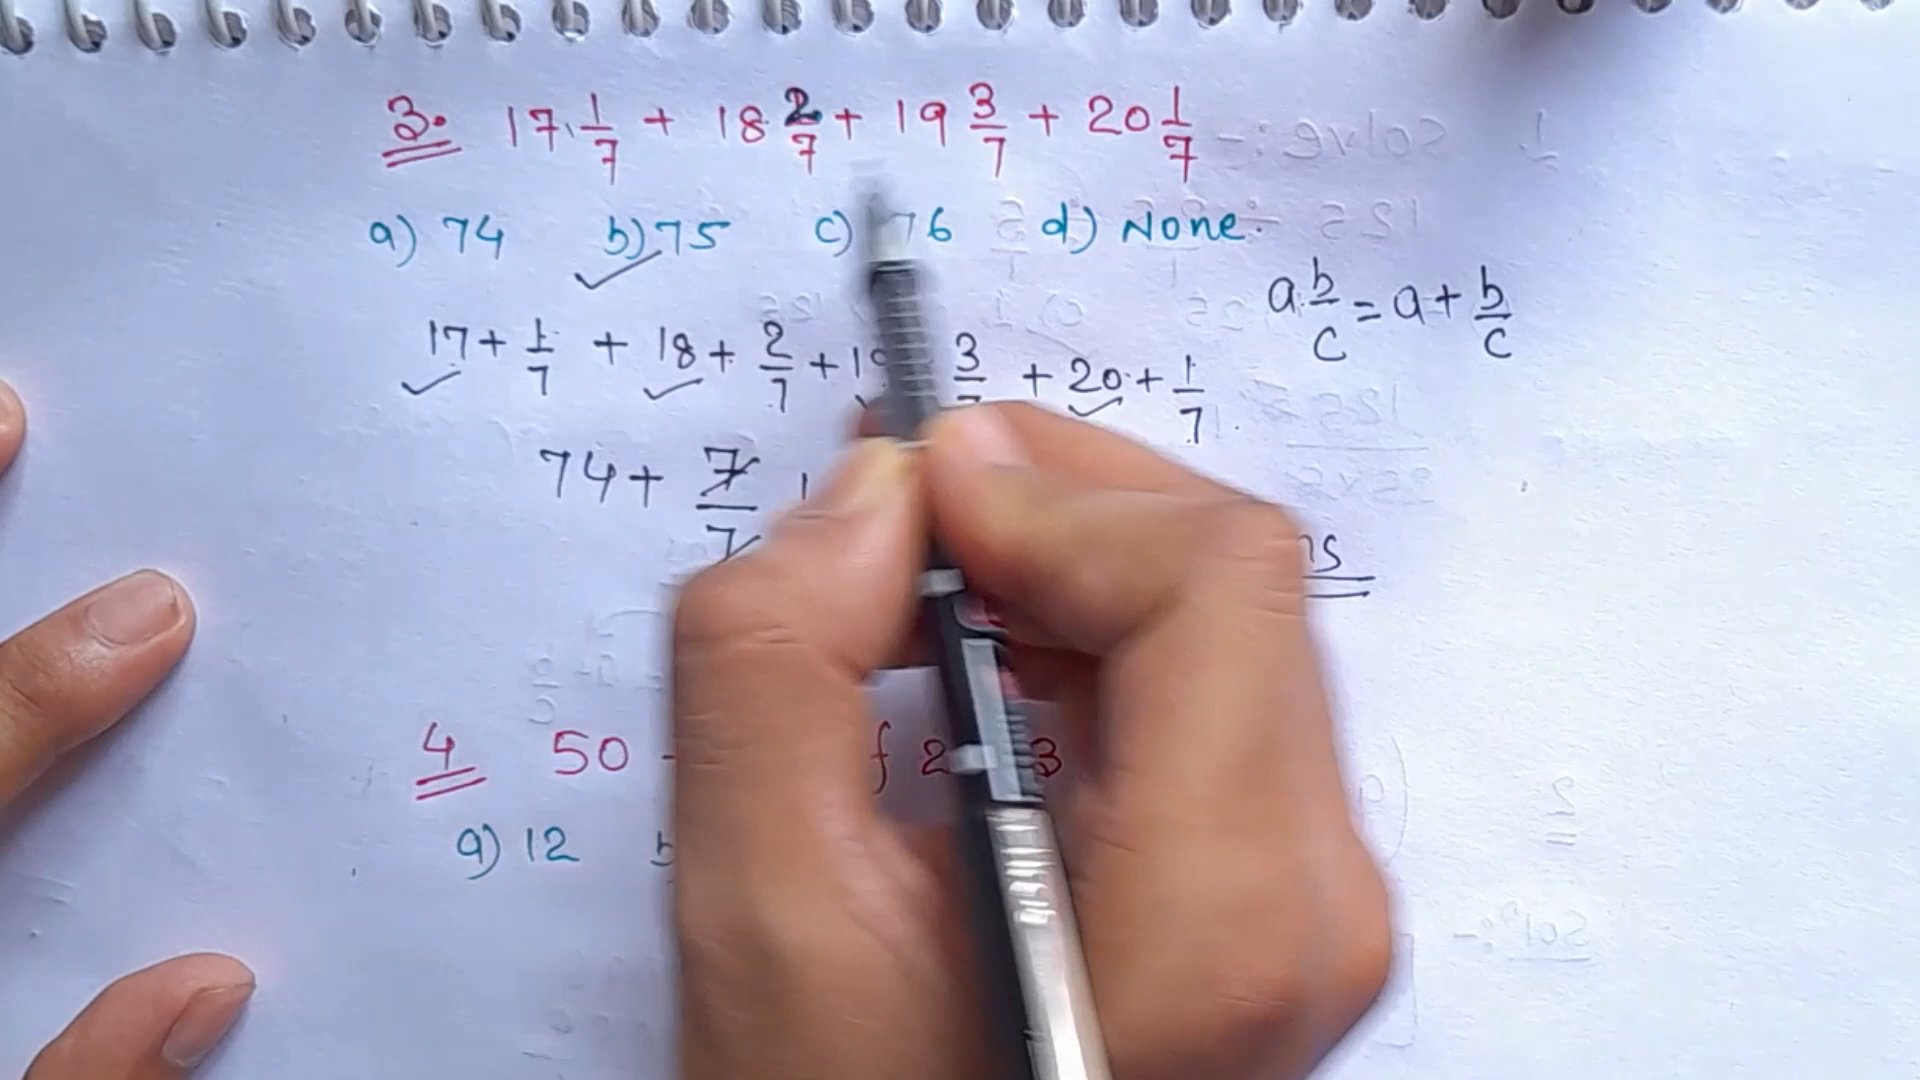 3. 17 1/7 + 18 2/7 + 19 3/7 + 20 1/7
a) 74 b) 75 c) 76 d) None
a b/c = a + b/c
17 + 1/7 + 18 + 2/7 + 19 3/7 + 20 + 1/7
74 + 7/7
4 50
a) 12